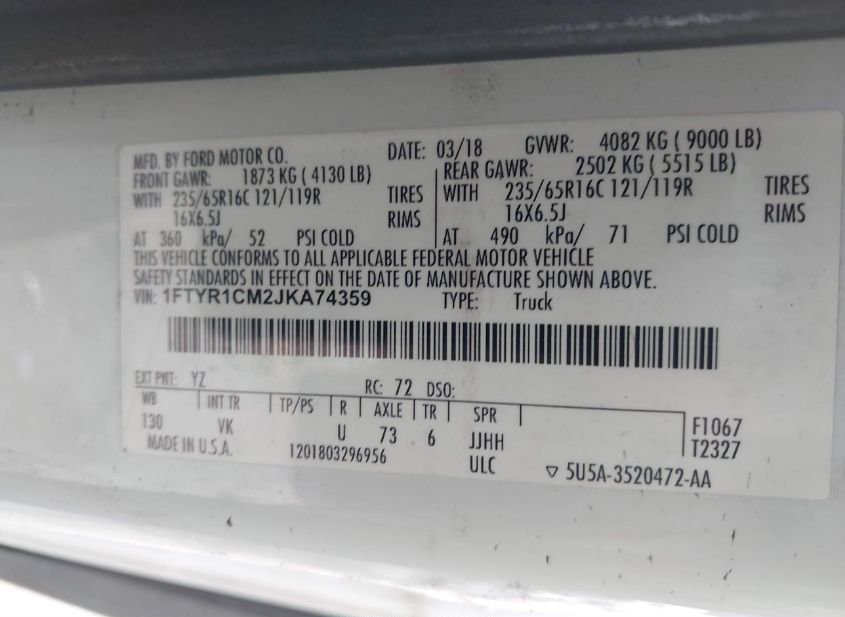 MFD. BY FORD MOTOR CO. DATE: 03/18 GVWR: 4082 KG ( 9000 LB)
FRONT GAWR: 1873 KG ( 4130 LB) REAR GAWR: 2502 KG ( 5515 LB)
WITH 235/65R16C 121/119R TIRES WITH 235/65R16C 121/119R TIRES
16X6.5J RIMS 16X6.5J RIMS
AT 360 kPa/ 52 PSI COLD AT 490 kPa/ 71 PSI COLD
THIS VEHICLE CONFORMS TO ALL APPLICABLE FEDERAL MOTOR VEHICLE
SAFETY STANDARDS IN EFFECT ON THE DATE OF MANUFACTURE SHOWN ABOVE.
VIN: 1FTYR1CM2JKA74359 TYPE: Truck
EXT PNT: YZ RC: 72 DSO:
WB INT TR TP/PS R AXLE TR SPR F1067
130 VK U 73 6 JJHH T2327
MADE IN U.S.A. 1201803296956 ULC ▽ 5U5A-3520472-AA